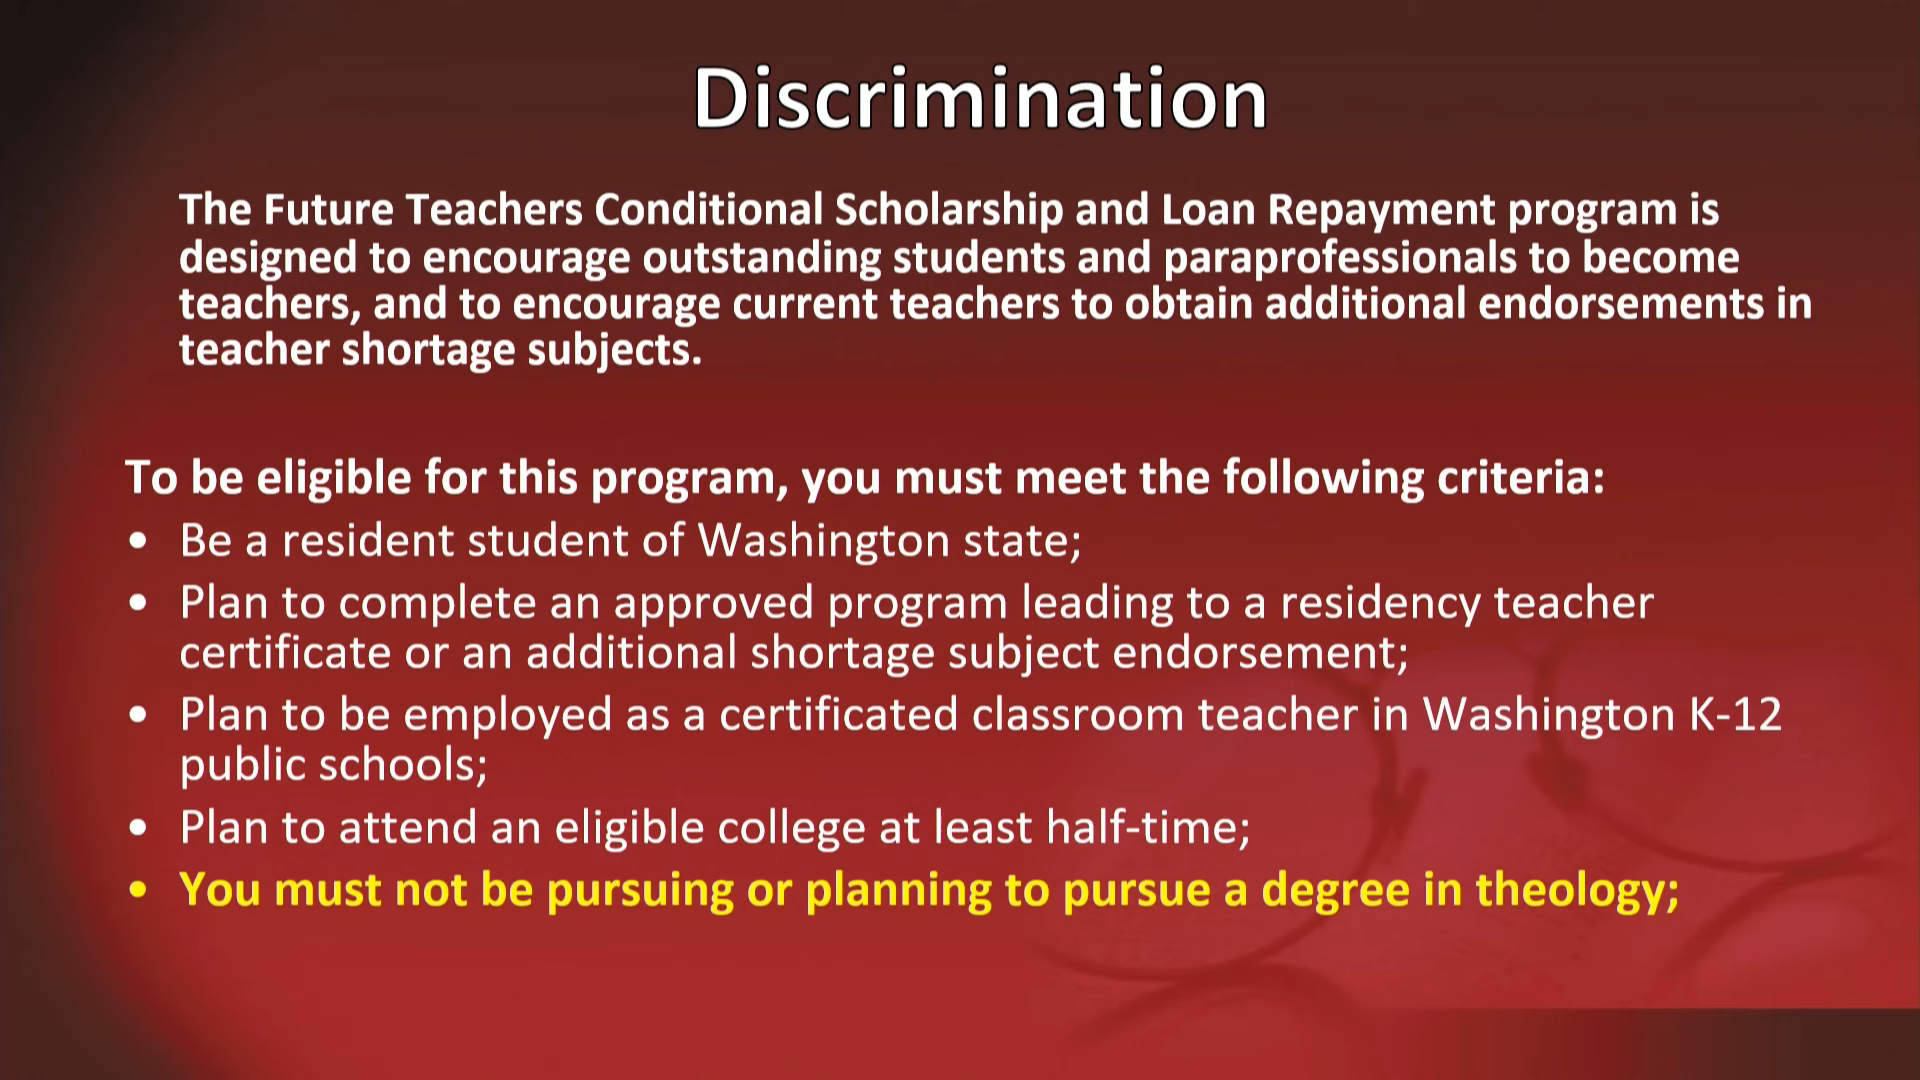 Discrimination
The Future Teachers Conditional Scholarship and Loan Repayment program is
designed to encourage outstanding students and paraprofessionals to become
teachers, and to encourage current teachers to obtain additional endorsements in
teacher shortage subjects.
To be eligible for this program, you must meet the following criteria:
• Be a resident student of Washington state;
• Plan to complete an approved program leading to a residency teacher
certificate or an additional shortage subject endorsement;
• Plan to be employed as a certificated classroom teacher in Washington K-12
public schools;
• Plan to attend an eligible college at least half-time;
• You must not be pursuing or planning to pursue a degree in theology;